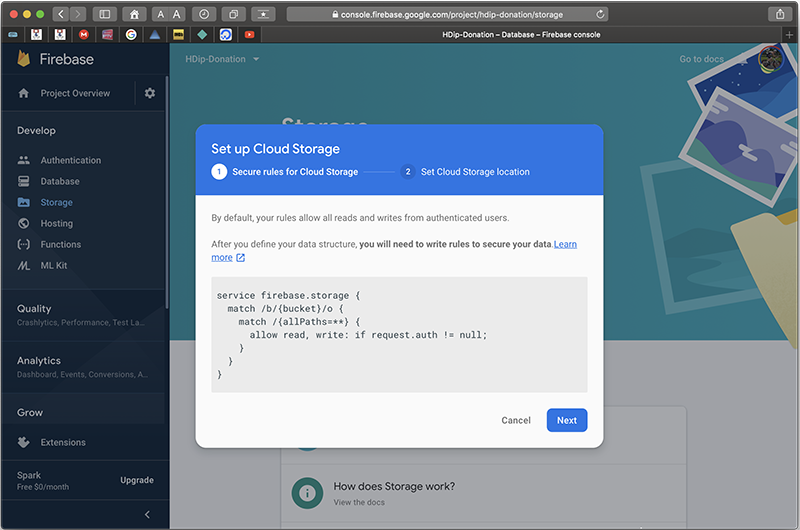 console.firebase.google.com/project/hdip-donation/storage
HDip-Donation – Database – Firebase console
Firebase
HDip-Donation
Go to docs
Project Overview
Storage
Develop
Authentication
Database
Storage
Hosting
Functions
ML Kit
Quality
Crashlytics, Performance, Test La...
Analytics
Dashboard, Events, Conversions, A...
Grow
Extensions
Spark
Free $0/month
Upgrade
Set up Cloud Storage
1 Secure rules for Cloud Storage
2 Set Cloud Storage location
By default, your rules allow all reads and writes from authenticated users.
After you define your data structure, you will need to write rules to secure your data.Learn
more
service firebase.storage {
match /b/{bucket}/o {
match /{allPaths=**} {
allow read, write: if request.auth != null;
}
}
}
Cancel
Next
How does Storage work?
View the docs